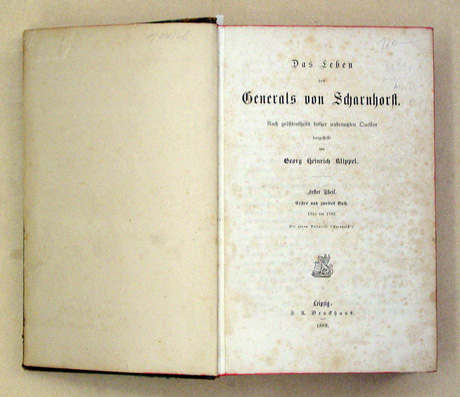 Das Leben
des
Generals von Scharnhorst.
Nach größtentheils bisher unbenutzten Quellen
dargestellt
von
Georg Heinrich Klippel.
Erster Theil.
Erstes und zweites Buch.
Leipzig:
F. A. Brockhaus.
1869.